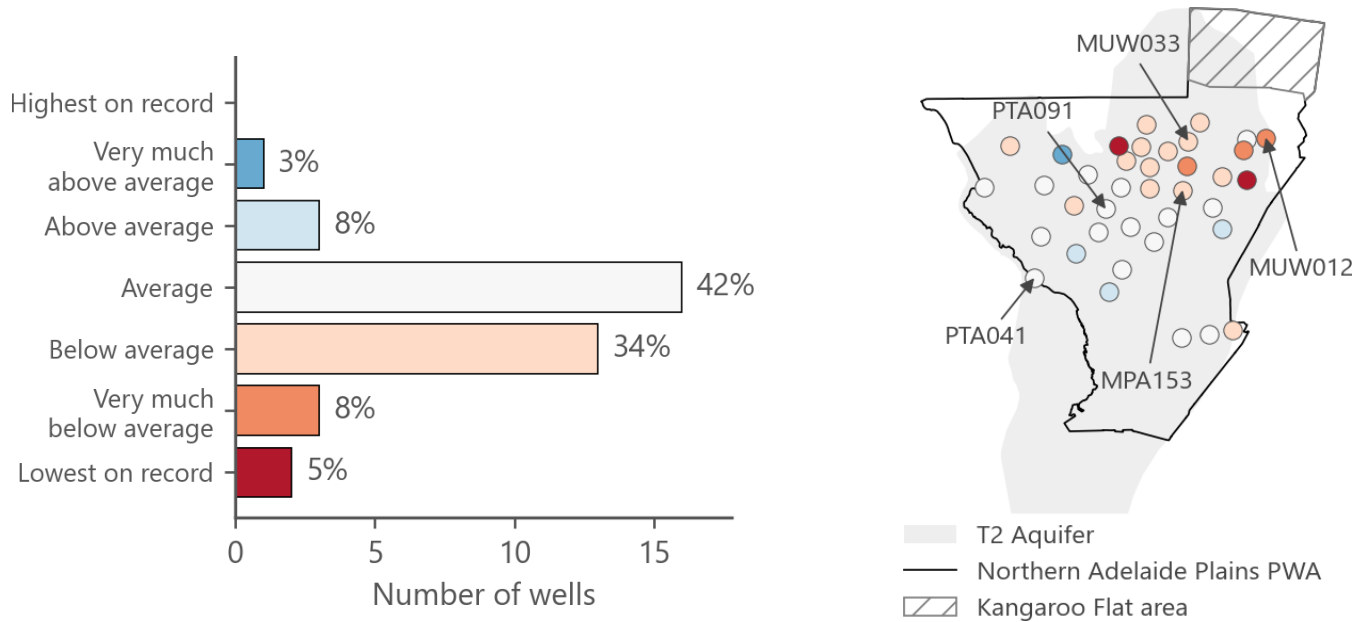 Highest on record
Very much
above average
3%
Above average
8%
Average
42%
Below average
34%
Very much
below average
8%
Lowest on record
5%
0
5
10
15
Number of wells
MUW033
PTA091
MUW012
PTA041
MPA153
T2 Aquifer
Northern Adelaide Plains PWA
Kangaroo Flat area